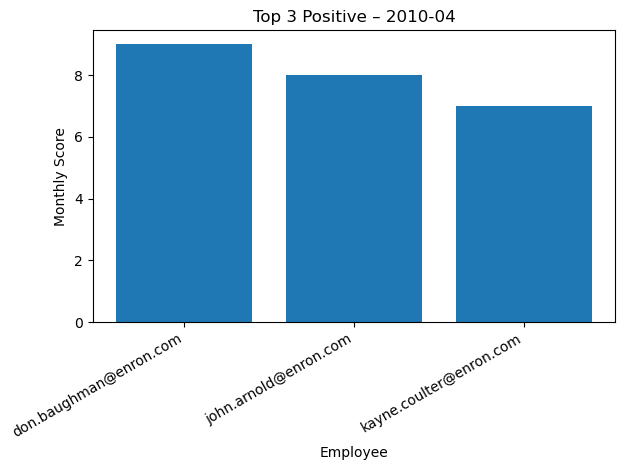 Top 3 Positive – 2010-04
Monthly Score
8
6
4
2
0
don.baughman@enron.com
john.arnold@enron.com
kayne.coulter@enron.com
Employee